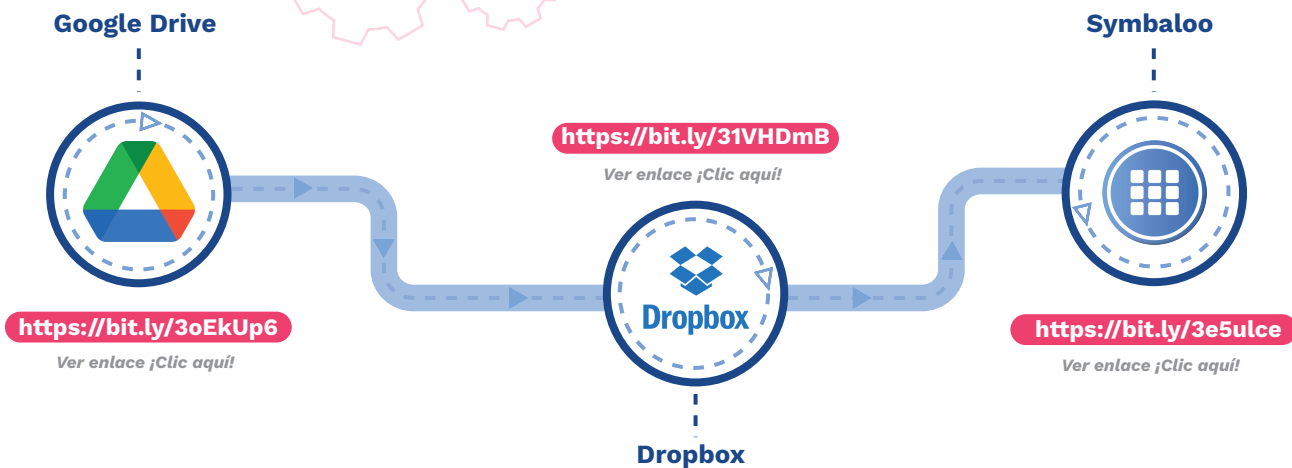 Google Drive
Symbaloo
https://bit.ly/31VHDmB
Ver enlace ¡Clic aquí!
Dropbox
https://bit.ly/3oEkUp6
Ver enlace ¡Clic aquí!
https://bit.ly/3e5ulce
Ver enlace ¡Clic aquí!
Dropbox